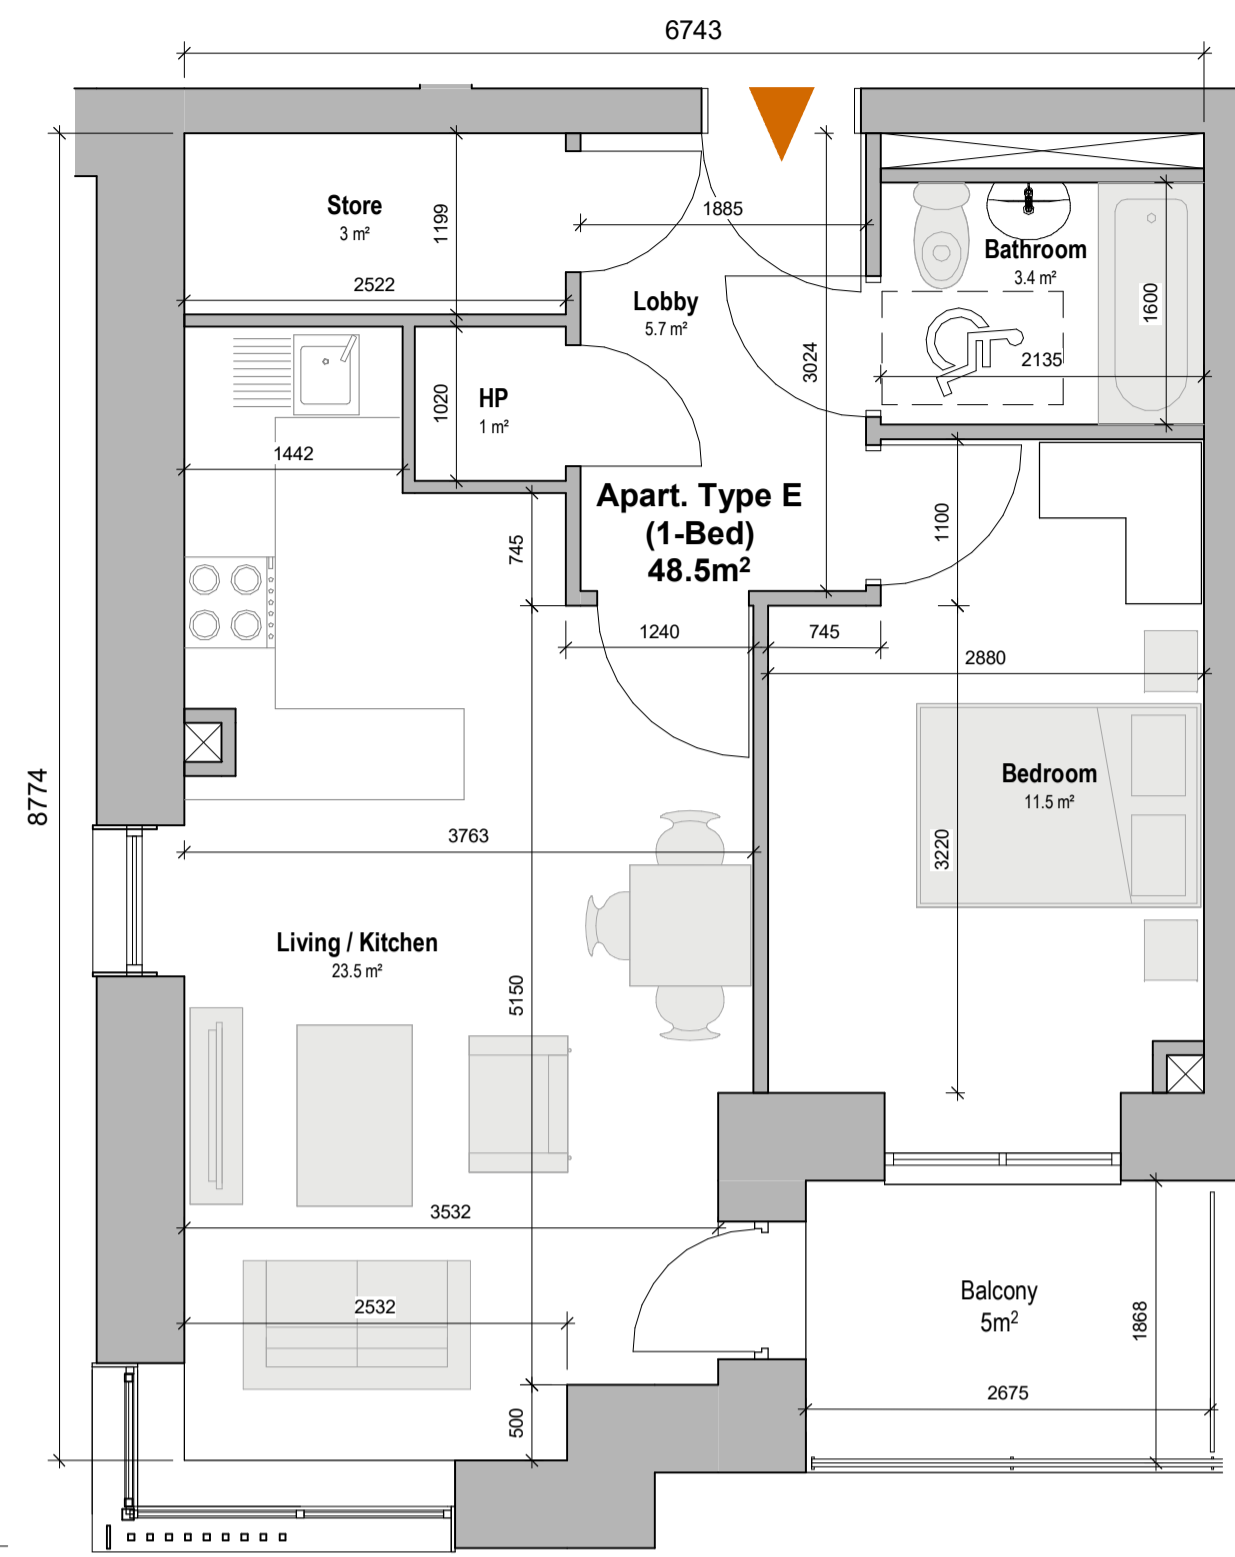 6743
Store
3 m²
1199
2522
1885
Lobby
5.7 m²
Bathroom
3.4 m²
1600
2135
3024
HP
1 m²
1020
1442
Apart. Type E
(1-Bed)
48.5m²
1100
745
1240
745
2880
8774
Bedroom
11.5 m²
3763
3220
Living / Kitchen
23.5 m²
5150
3532
Balcony
5m²
1868
2532
2675
500